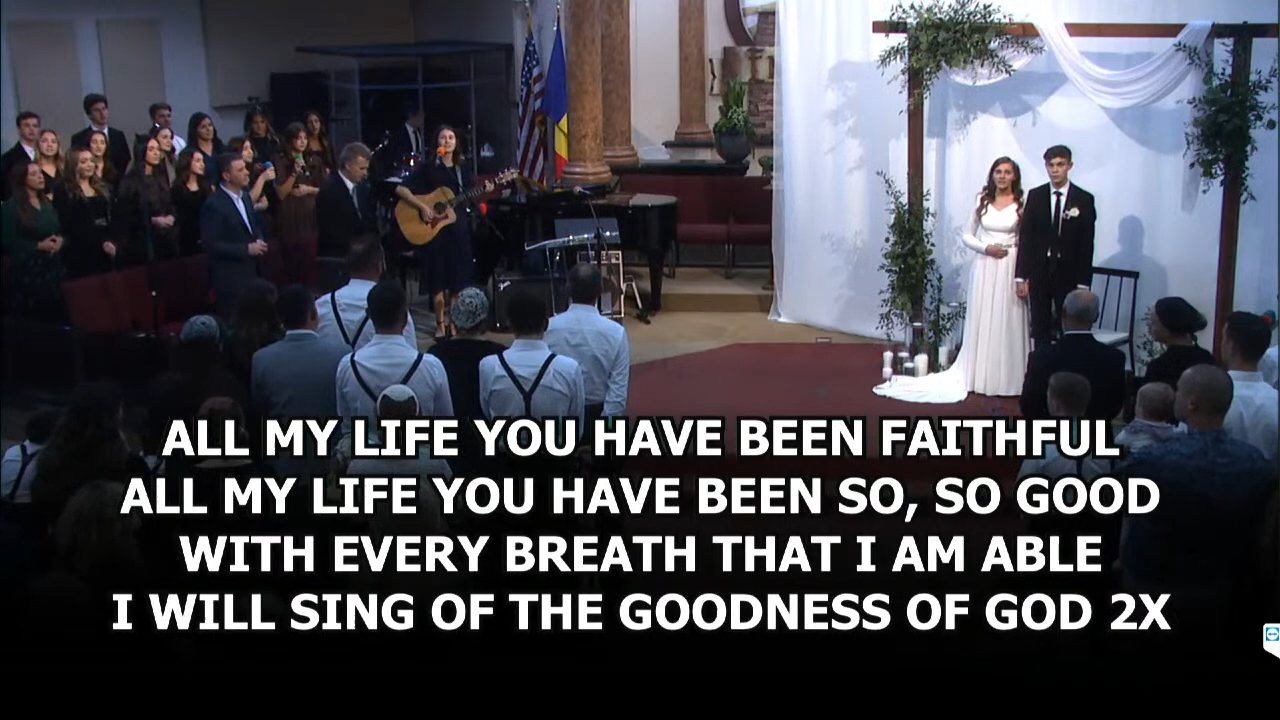 ALL MY LIFE YOU HAVE BEEN FAITHFUL
ALL MY LIFE YOU HAVE BEEN SO, SO GOOD
WITH EVERY BREATH THAT I AM ABLE
I WILL SING OF THE GOODNESS OF GOD 2X